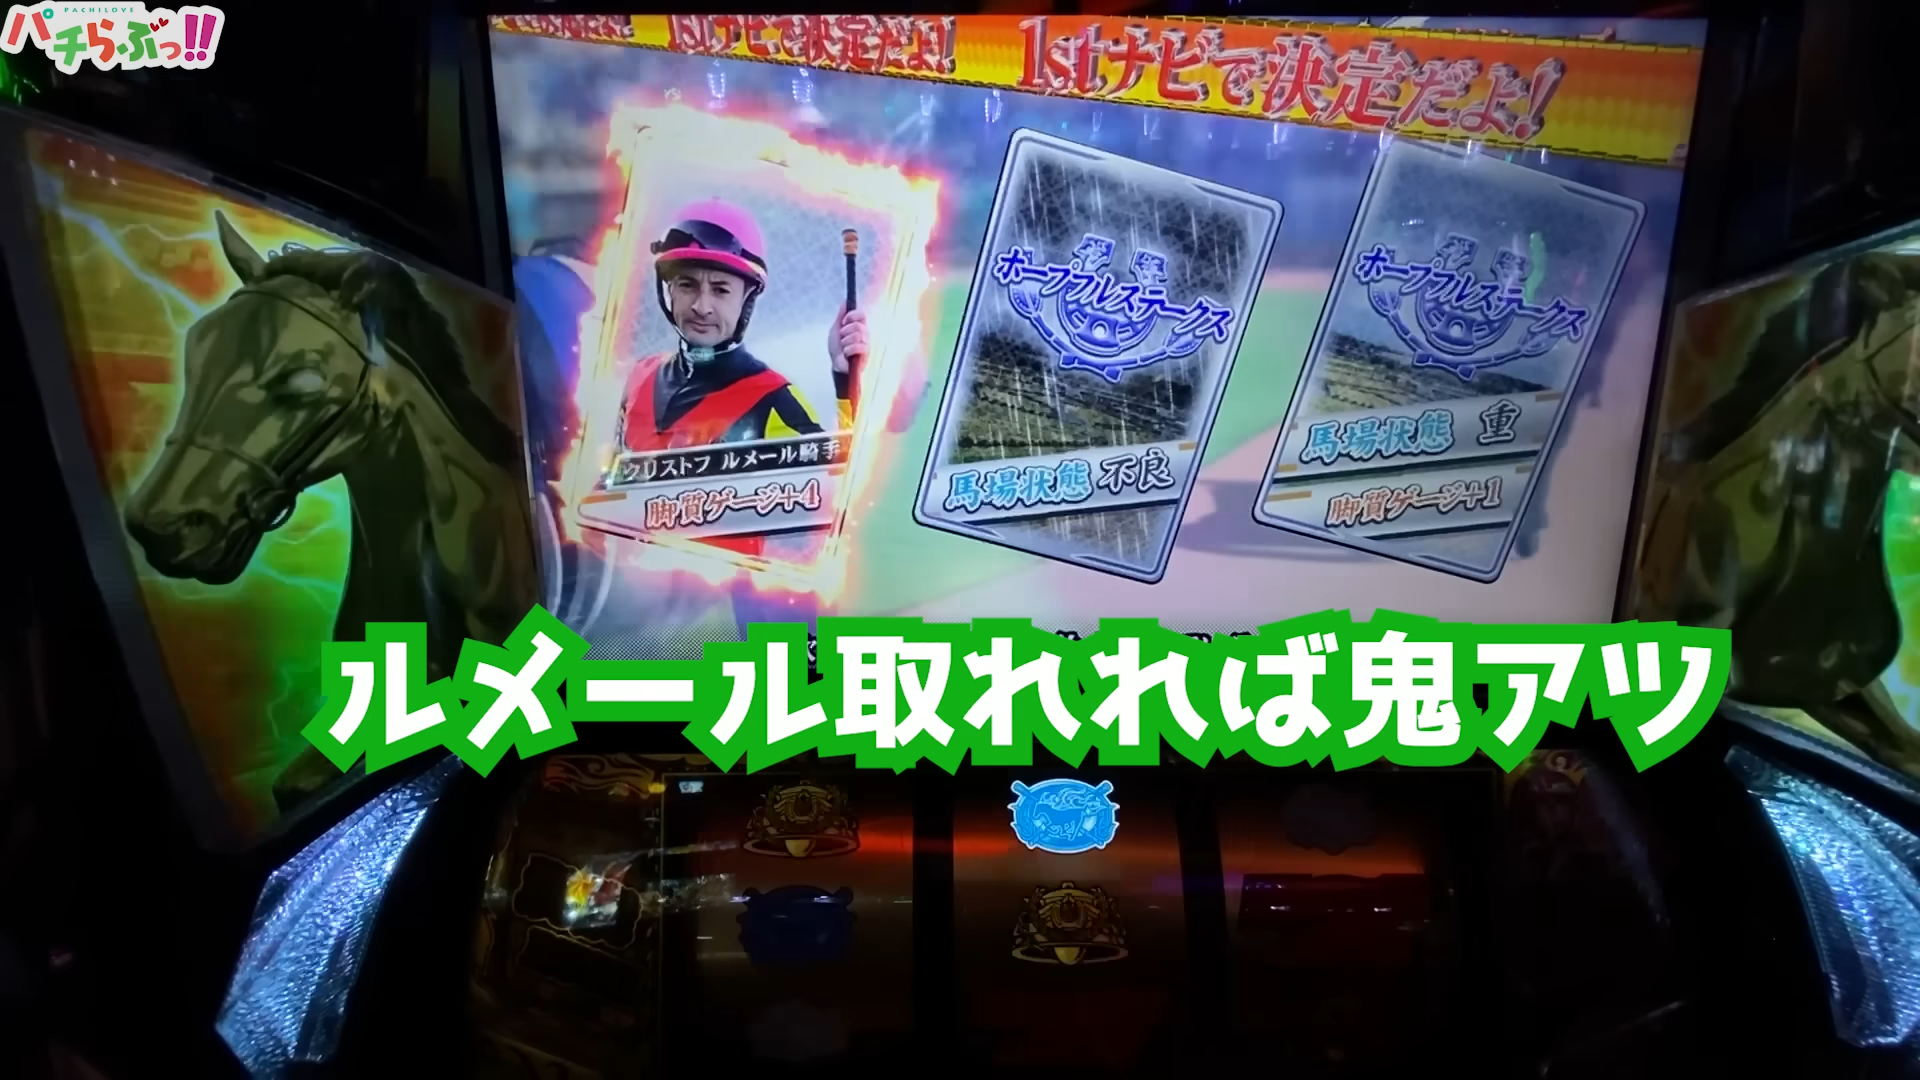 PACHILOVE
パチらぶっ!!
1stナビで決定だよ!
1stナビで決定だよ!
クリストフ ルメール騎手
脚質ゲージ+4
ホープフルステークス
馬場状態 不良
ホープフルステークス
馬場状態 重
脚質ゲージ+1
ルメール取れれば鬼アツ